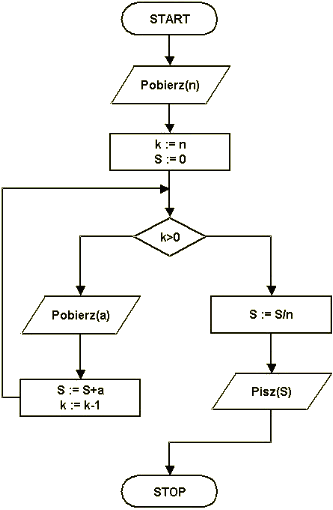 START
Pobierz(n)
k := n
S := 0
k>0
Pobierz(a)
S := S/n
S := S+a
k := k-1
Pisz(S)
STOP